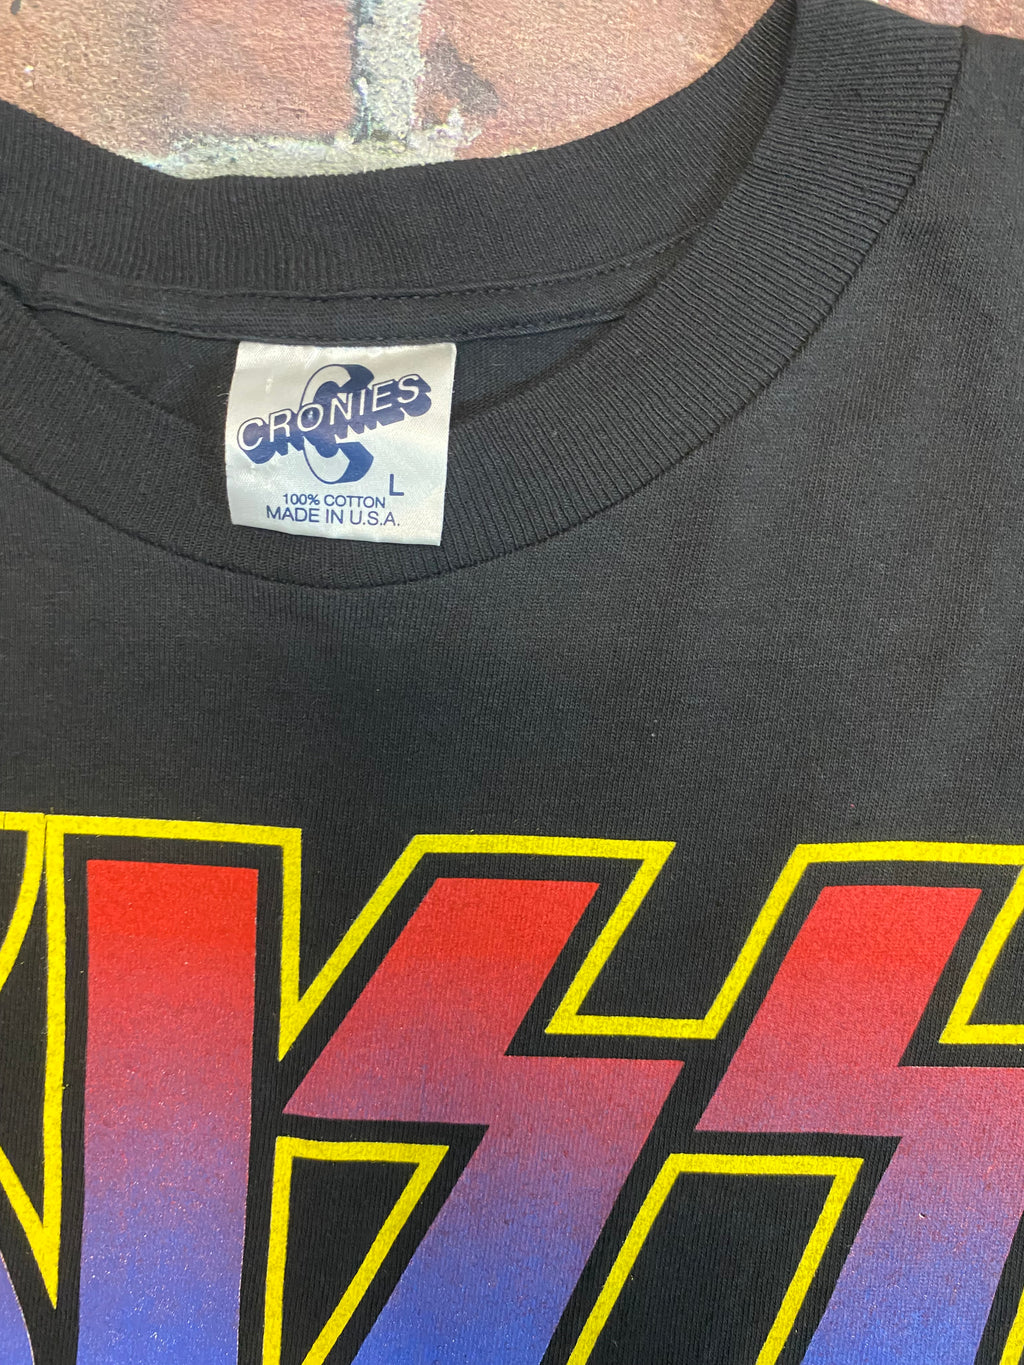 CRONIES
L
100% COTTON
MADE IN U.S.A.
KISS